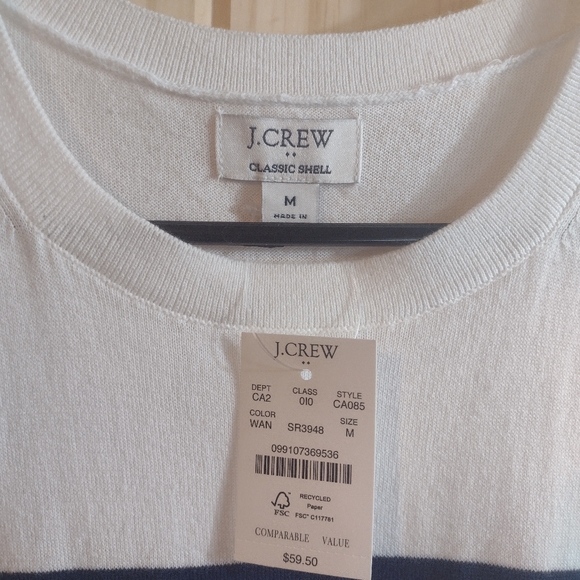 J.CREW
CLASSIC SHELL
M
MADE IN
J.CREW
DEPT CLASS STYLE
CA2 010 CA085
COLOR SIZE
WAN SR3948 M
099107369536
RECYCLED
Paper
FSC FSC® C117781
COMPARABLE VALUE
$59.50